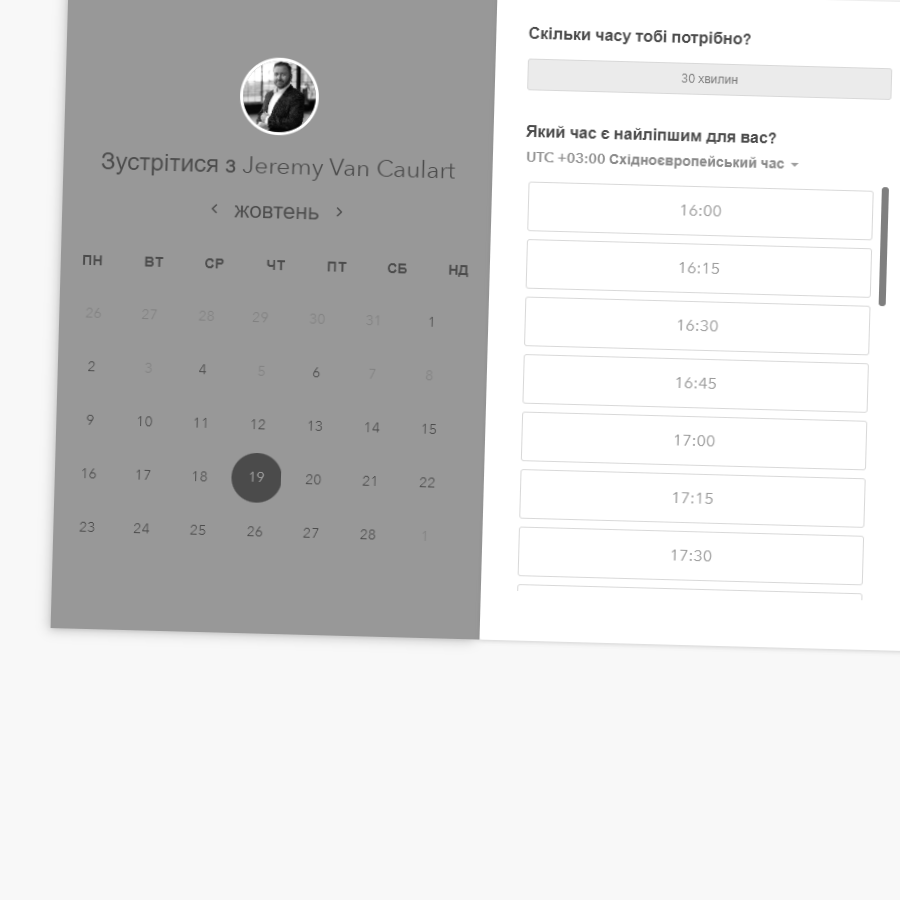 Зустрітися з Jeremy Van Caulart
жовтень
ПН ВТ СР ЧТ ПТ СБ НД
26 27 28 29 30 31 1
2 3 4 5 6 7 8
9 10 11 12 13 14 15
16 17 18 19 20 21 22
23 24 25 26 27 28 1
Скільки часу тобі потрібно?
30 хвилин
Який час є найліпшим для вас?
UTC +03:00 Східноєвропейський час
16:00
16:15
16:30
16:45
17:00
17:15
17:30